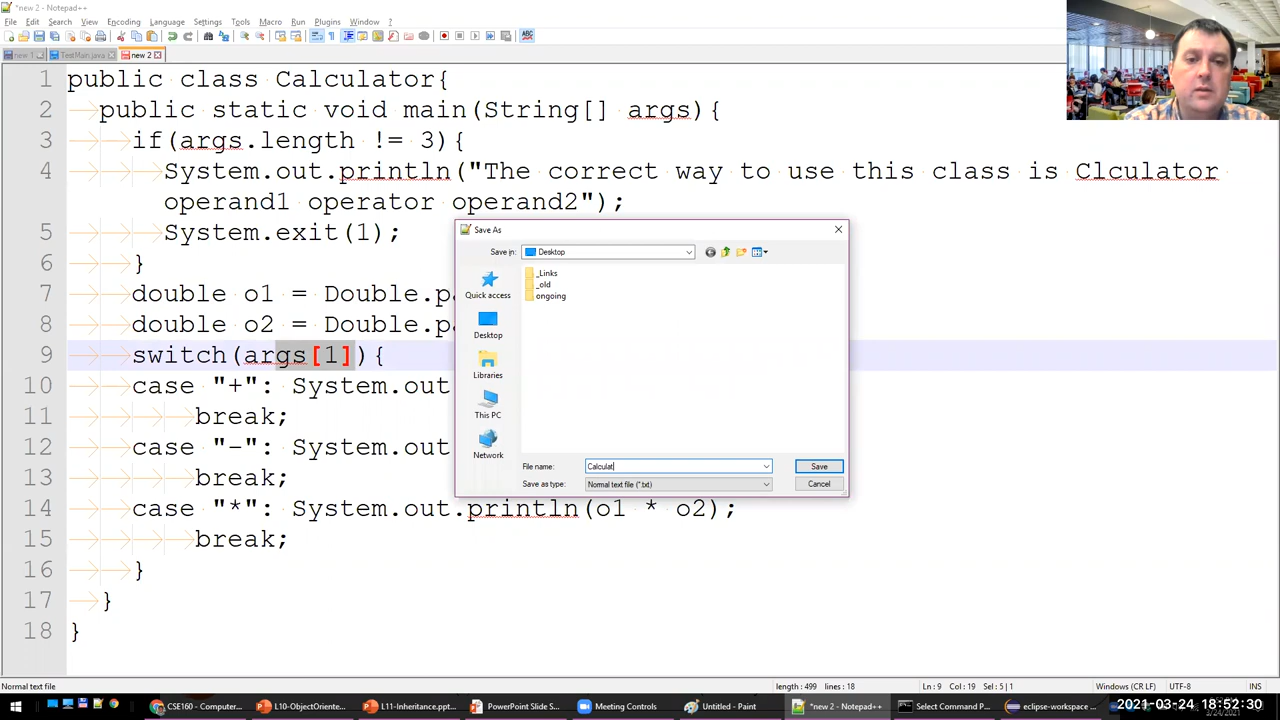 *new 2 - Notepad++
File Edit Search View Encoding Language Settings Tools Macro Run Plugins Window ?
new 1 TestMain.java new 2
1 public class Calculator{
2 public static void main(String[] args){
3 if(args.length != 3){
4 System.out.println("The correct way to use this class is Clculator
operand1 operator operand2");
5 System.exit(1);
6 }
7 double o1 = Double.pa
8 double o2 = Double.pa
9 switch(args[1]){
10 case "+": System.out
11 break;
12 case "-": System.out
13 break;
14 case "*": System.out.println(o1 * o2);
15 break;
16 }
17 }
18 }
Save As
Save in: Desktop
Quick access
Desktop
Libraries
This PC
Network
_Links
_old
ongoing
File name: Calculat Save
Save as type: Normal text file (*.txt) Cancel
Normal text file length : 499 lines : 18 Ln : 9 Col : 19 Sel : 5 | 1 Windows (CR LF) UTF-8 INS
CSE160 - Computer... L10-ObjectOriente... L11-Inheritance.pp... PowerPoint Slide S... Meeting Controls Untitled - Paint *new 2 - Notepad++ Select Command P... eclipse-workspace ...
2021-03-24 18:52:30